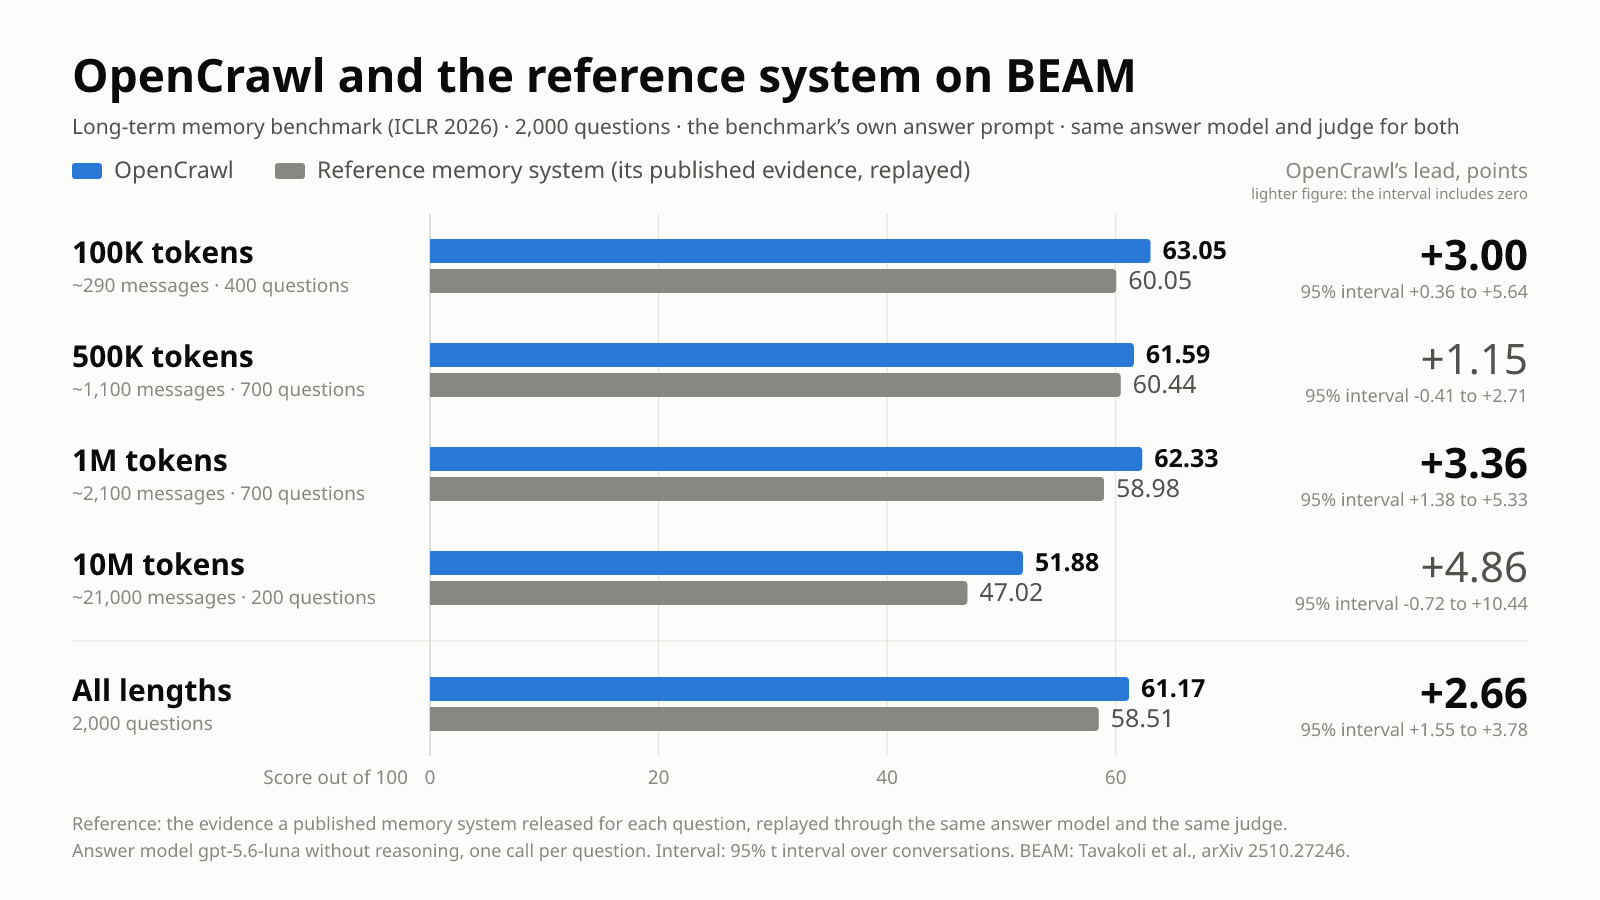 OpenCrawl and the reference system on BEAM
Long-term memory benchmark (ICLR 2026) · 2,000 questions · the benchmark’s own answer prompt · same answer model and judge for both
OpenCrawl
Reference memory system (its published evidence, replayed)
OpenCrawl’s lead, points
lighter figure: the interval includes zero
100K tokens
~290 messages · 400 questions
63.05
60.05
+3.00
95% interval +0.36 to +5.64
500K tokens
~1,100 messages · 700 questions
61.59
60.44
+1.15
95% interval -0.41 to +2.71
1M tokens
~2,100 messages · 700 questions
62.33
58.98
+3.36
95% interval +1.38 to +5.33
10M tokens
~21,000 messages · 200 questions
51.88
47.02
+4.86
95% interval -0.72 to +10.44
All lengths
2,000 questions
61.17
58.51
+2.66
95% interval +1.55 to +3.78
Score out of 100 0 20 40 60
Reference: the evidence a published memory system released for each question, replayed through the same answer model and the same judge.
Answer model gpt-5.6-luna without reasoning, one call per question. Interval: 95% t interval over conversations. BEAM: Tavakoli et al., arXiv 2510.27246.